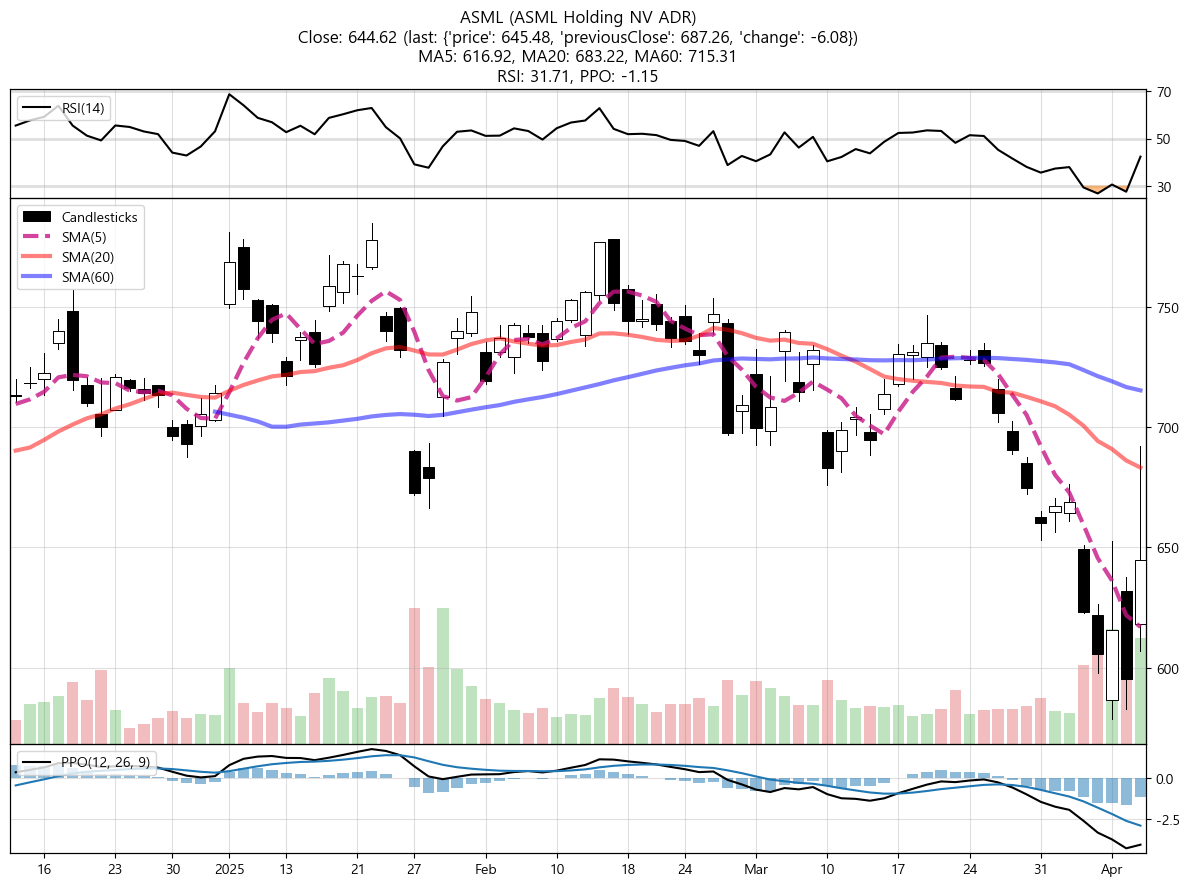 ASML (ASML Holding NV ADR)
Close: 644.62 (last: {'price': 645.48, 'previousClose': 687.26, 'change': -6.08})
MA5: 616.92, MA20: 683.22, MA60: 715.31
RSI: 31.71, PPO: -1.15
RSI(14)
70
50
30
Candlesticks
SMA(5)
SMA(20)
SMA(60)
750
700
650
600
PPO(12, 26, 9)
0.0
-2.5
16 23 30 2025 13 21 27 Feb 10 18 24 Mar 10 17 24 31 Apr